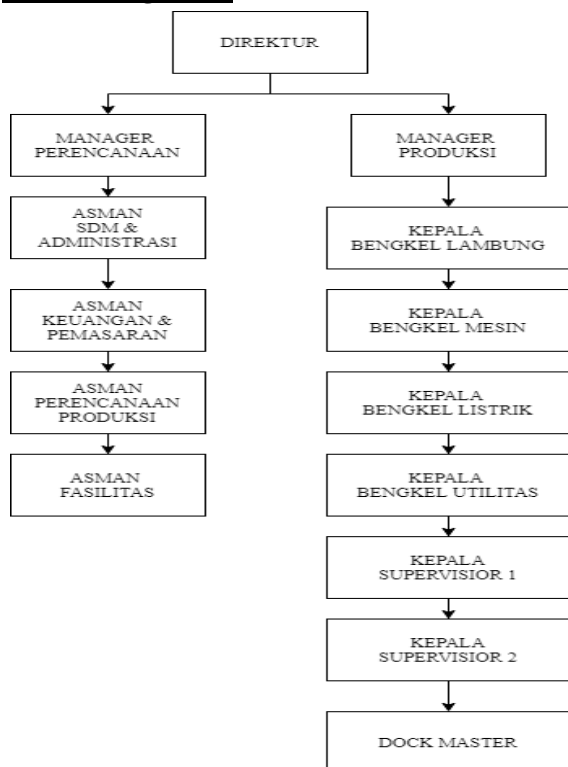 DIREKTUR
MANAGER
PERENCANAAN
ASMAN
SDM &
ADMINISTRASI
ASMAN
KEUANGAN &
PEMASARAN
ASMAN
PERENCANAAN
PRODUKSI
ASMAN
FASILITAS
MANAGER
PRODUKSI
KEPALA
BENGKEL LAMBUNG
KEPALA
BENGKEL MESIN
KEPALA
BENGKEL LISTRIK
KEPALA
BENGKEL UTILITAS
KEPALA
SUPERVISIOR 1
KEPALA
SUPERVISIOR 2
DOCK MASTER